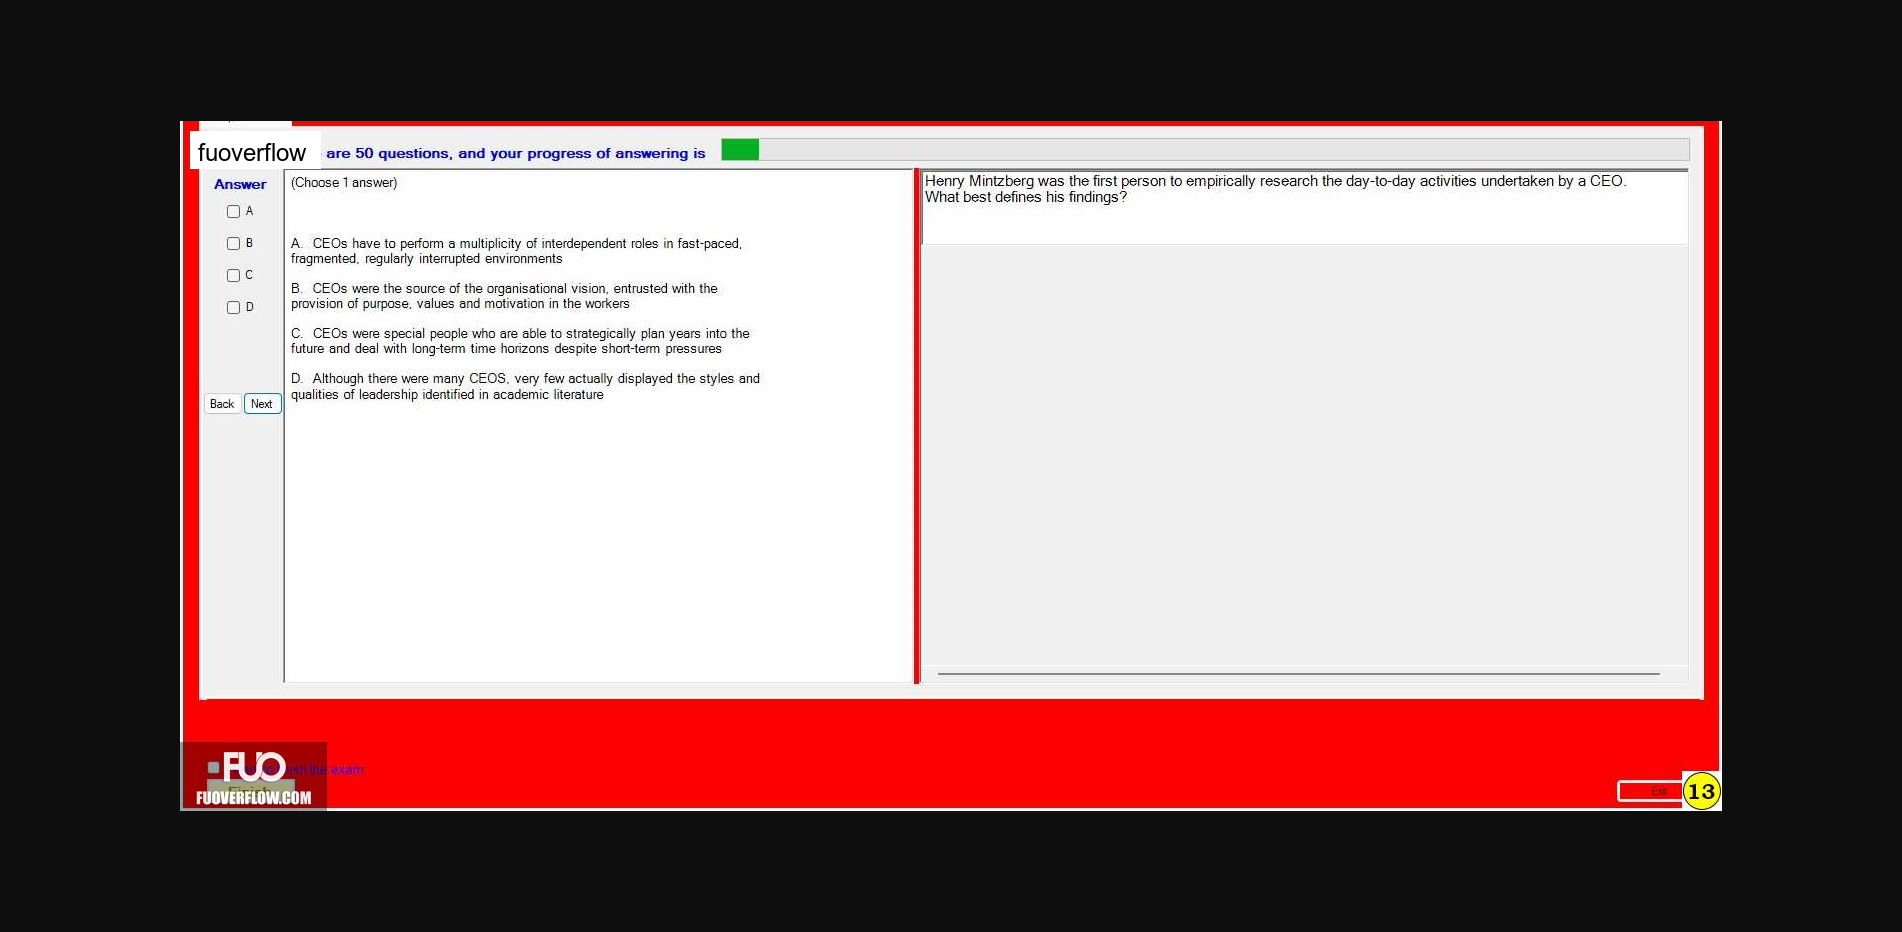 fuoverflow are 50 questions, and your progress of answering is
Answer
A
B
C
D
Back Next
(Choose 1 answer)
A. CEOs have to perform a multiplicity of interdependent roles in fast-paced,
fragmented, regularly interrupted environments
B. CEOs were the source of the organisational vision, entrusted with the
provision of purpose, values and motivation in the workers
C. CEOs were special people who are able to strategically plan years into the
future and deal with long-term time horizons despite short-term pressures
D. Although there were many CEOS, very few actually displayed the styles and
qualities of leadership identified in academic literature
Henry Mintzberg was the first person to empirically research the day-to-day activities undertaken by a CEO.
What best defines his findings?
FUO
the exam
Finish
FUOVERFLOW.COM
Exit
13